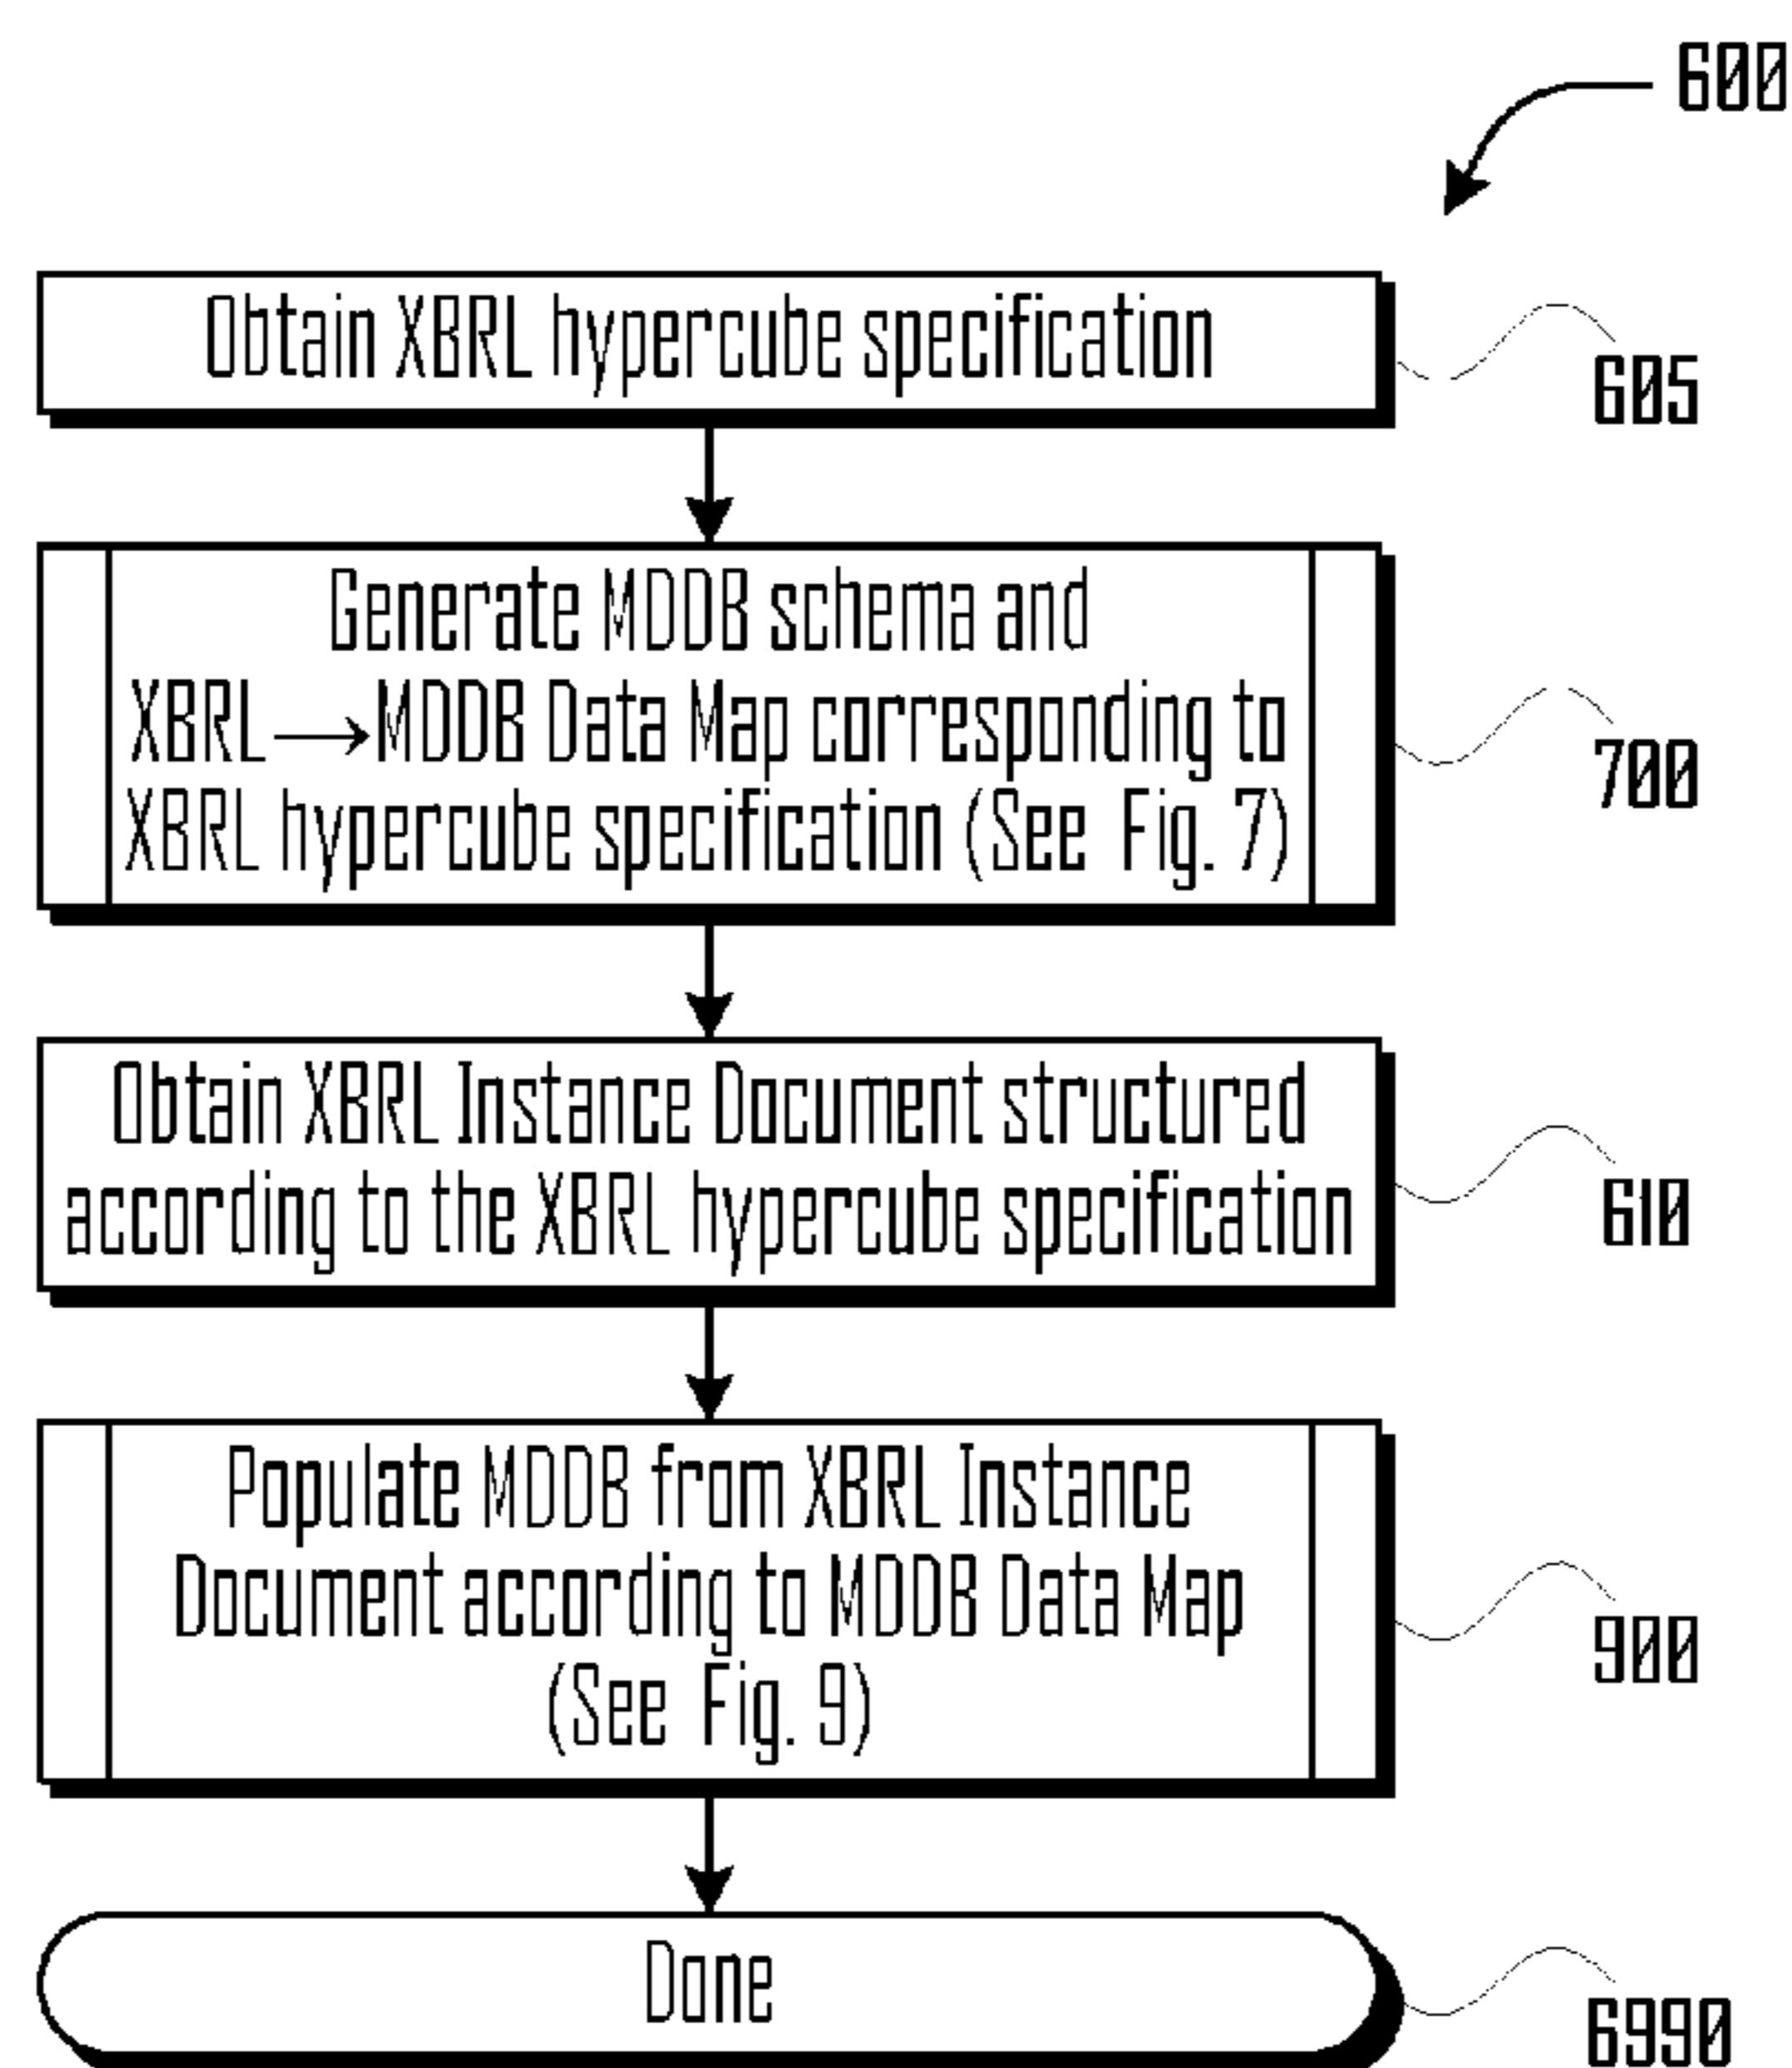 600
Obtain XBRL hypercube specification
605
Generate MDDB schema and
XBRL→MDDB Data Map corresponding to
XBRL hypercube specification (See Fig. 7)
700
Obtain XBRL Instance Document structured
according to the XBRL hypercube specification
610
Populate MDDB from XBRL Instance
Document according to MDDB Data Map
(See Fig. 9)
900
Done
6990